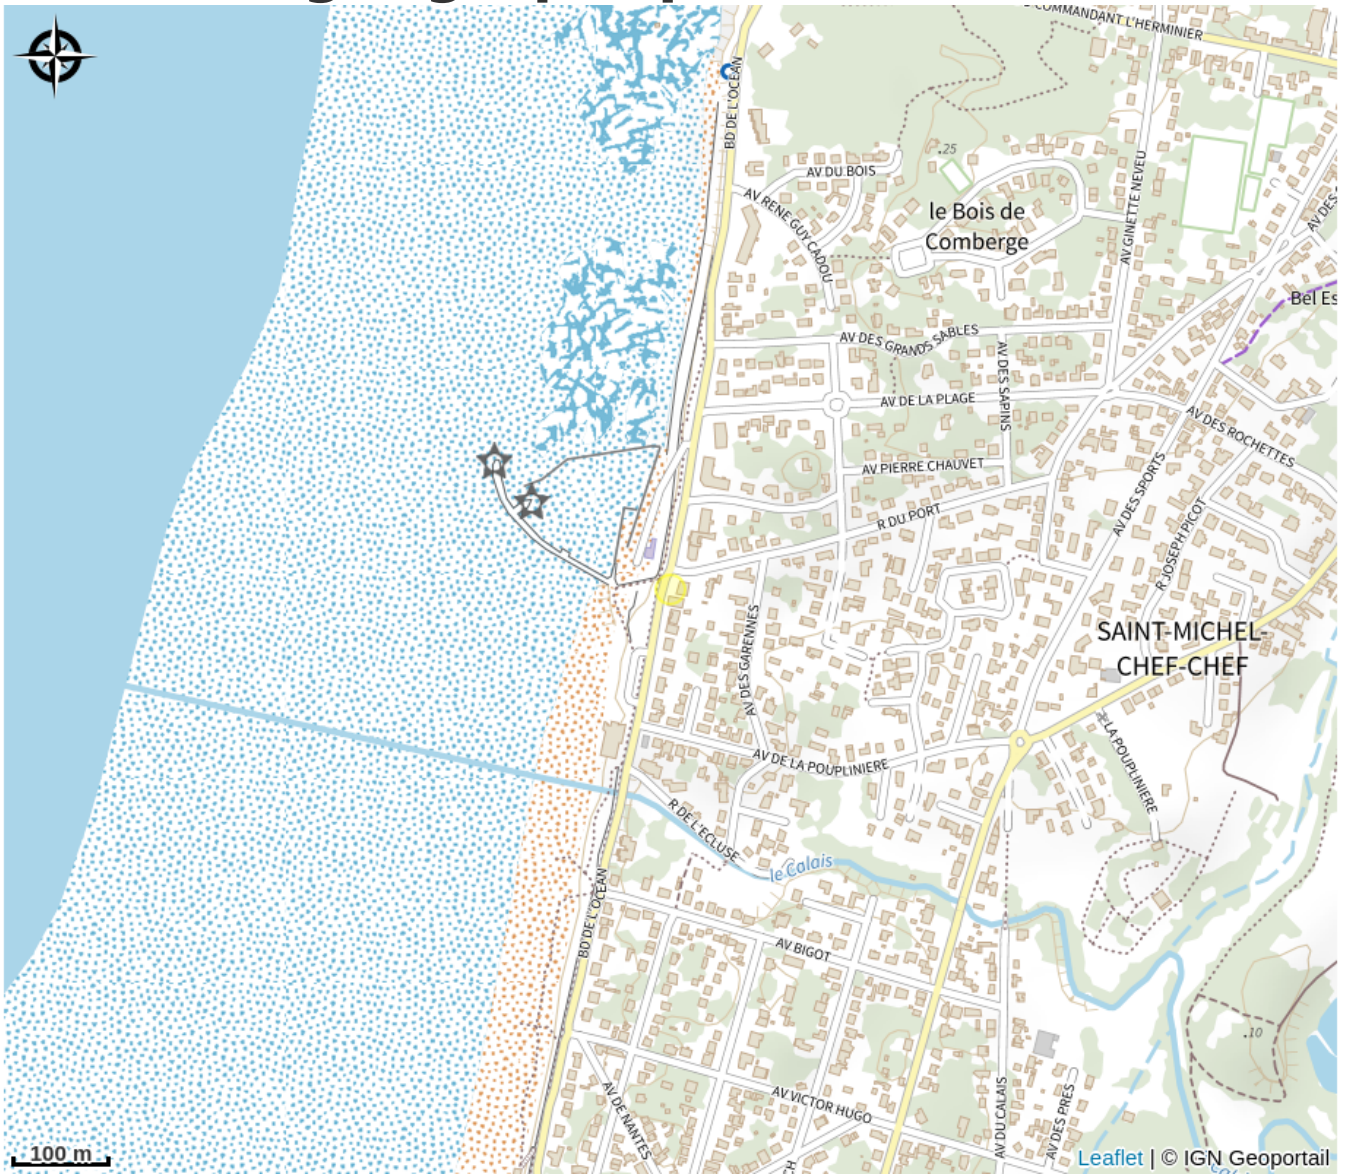 COMMANDANT L'HERMINIER
BD DE L'OCÉAN
.25
AV DU BOIS
AV GINETTE NEVEU
AV RENE GUY CADOU
le Bois de
Comberge
AV DES
Bel Es
AV DES GRANDS SABLES
AV DES SAPINS
AV DE LA PLAGE
AV DES ROCHETTES
AV PIERRE CHAUVET
AV DES SPORTS
R DU PORT
R JOSEPH PICOT
AV DES GARENNES
SAINT-MICHEL-
CHEF-CHEF
AV DE LA POUPLINIERE
LA POUPLINIERE
R DE L'ECLUSE
le Calais
BD DE L'OCÉAN
AV BIGOT
.10
AV DE NANTES
AV VICTOR HUGO
AV DU CALAIS
AV DES PRES
100 m
Leaflet | © IGN Geoportail